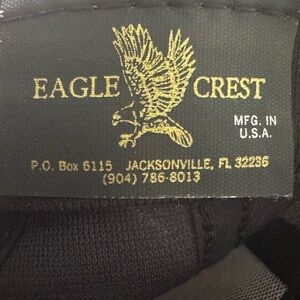 EAGLE CREST
MFG. IN
U.S.A.
P.O. Box 6115 JACKSONVILLE, FL 32236
(904) 786-8013